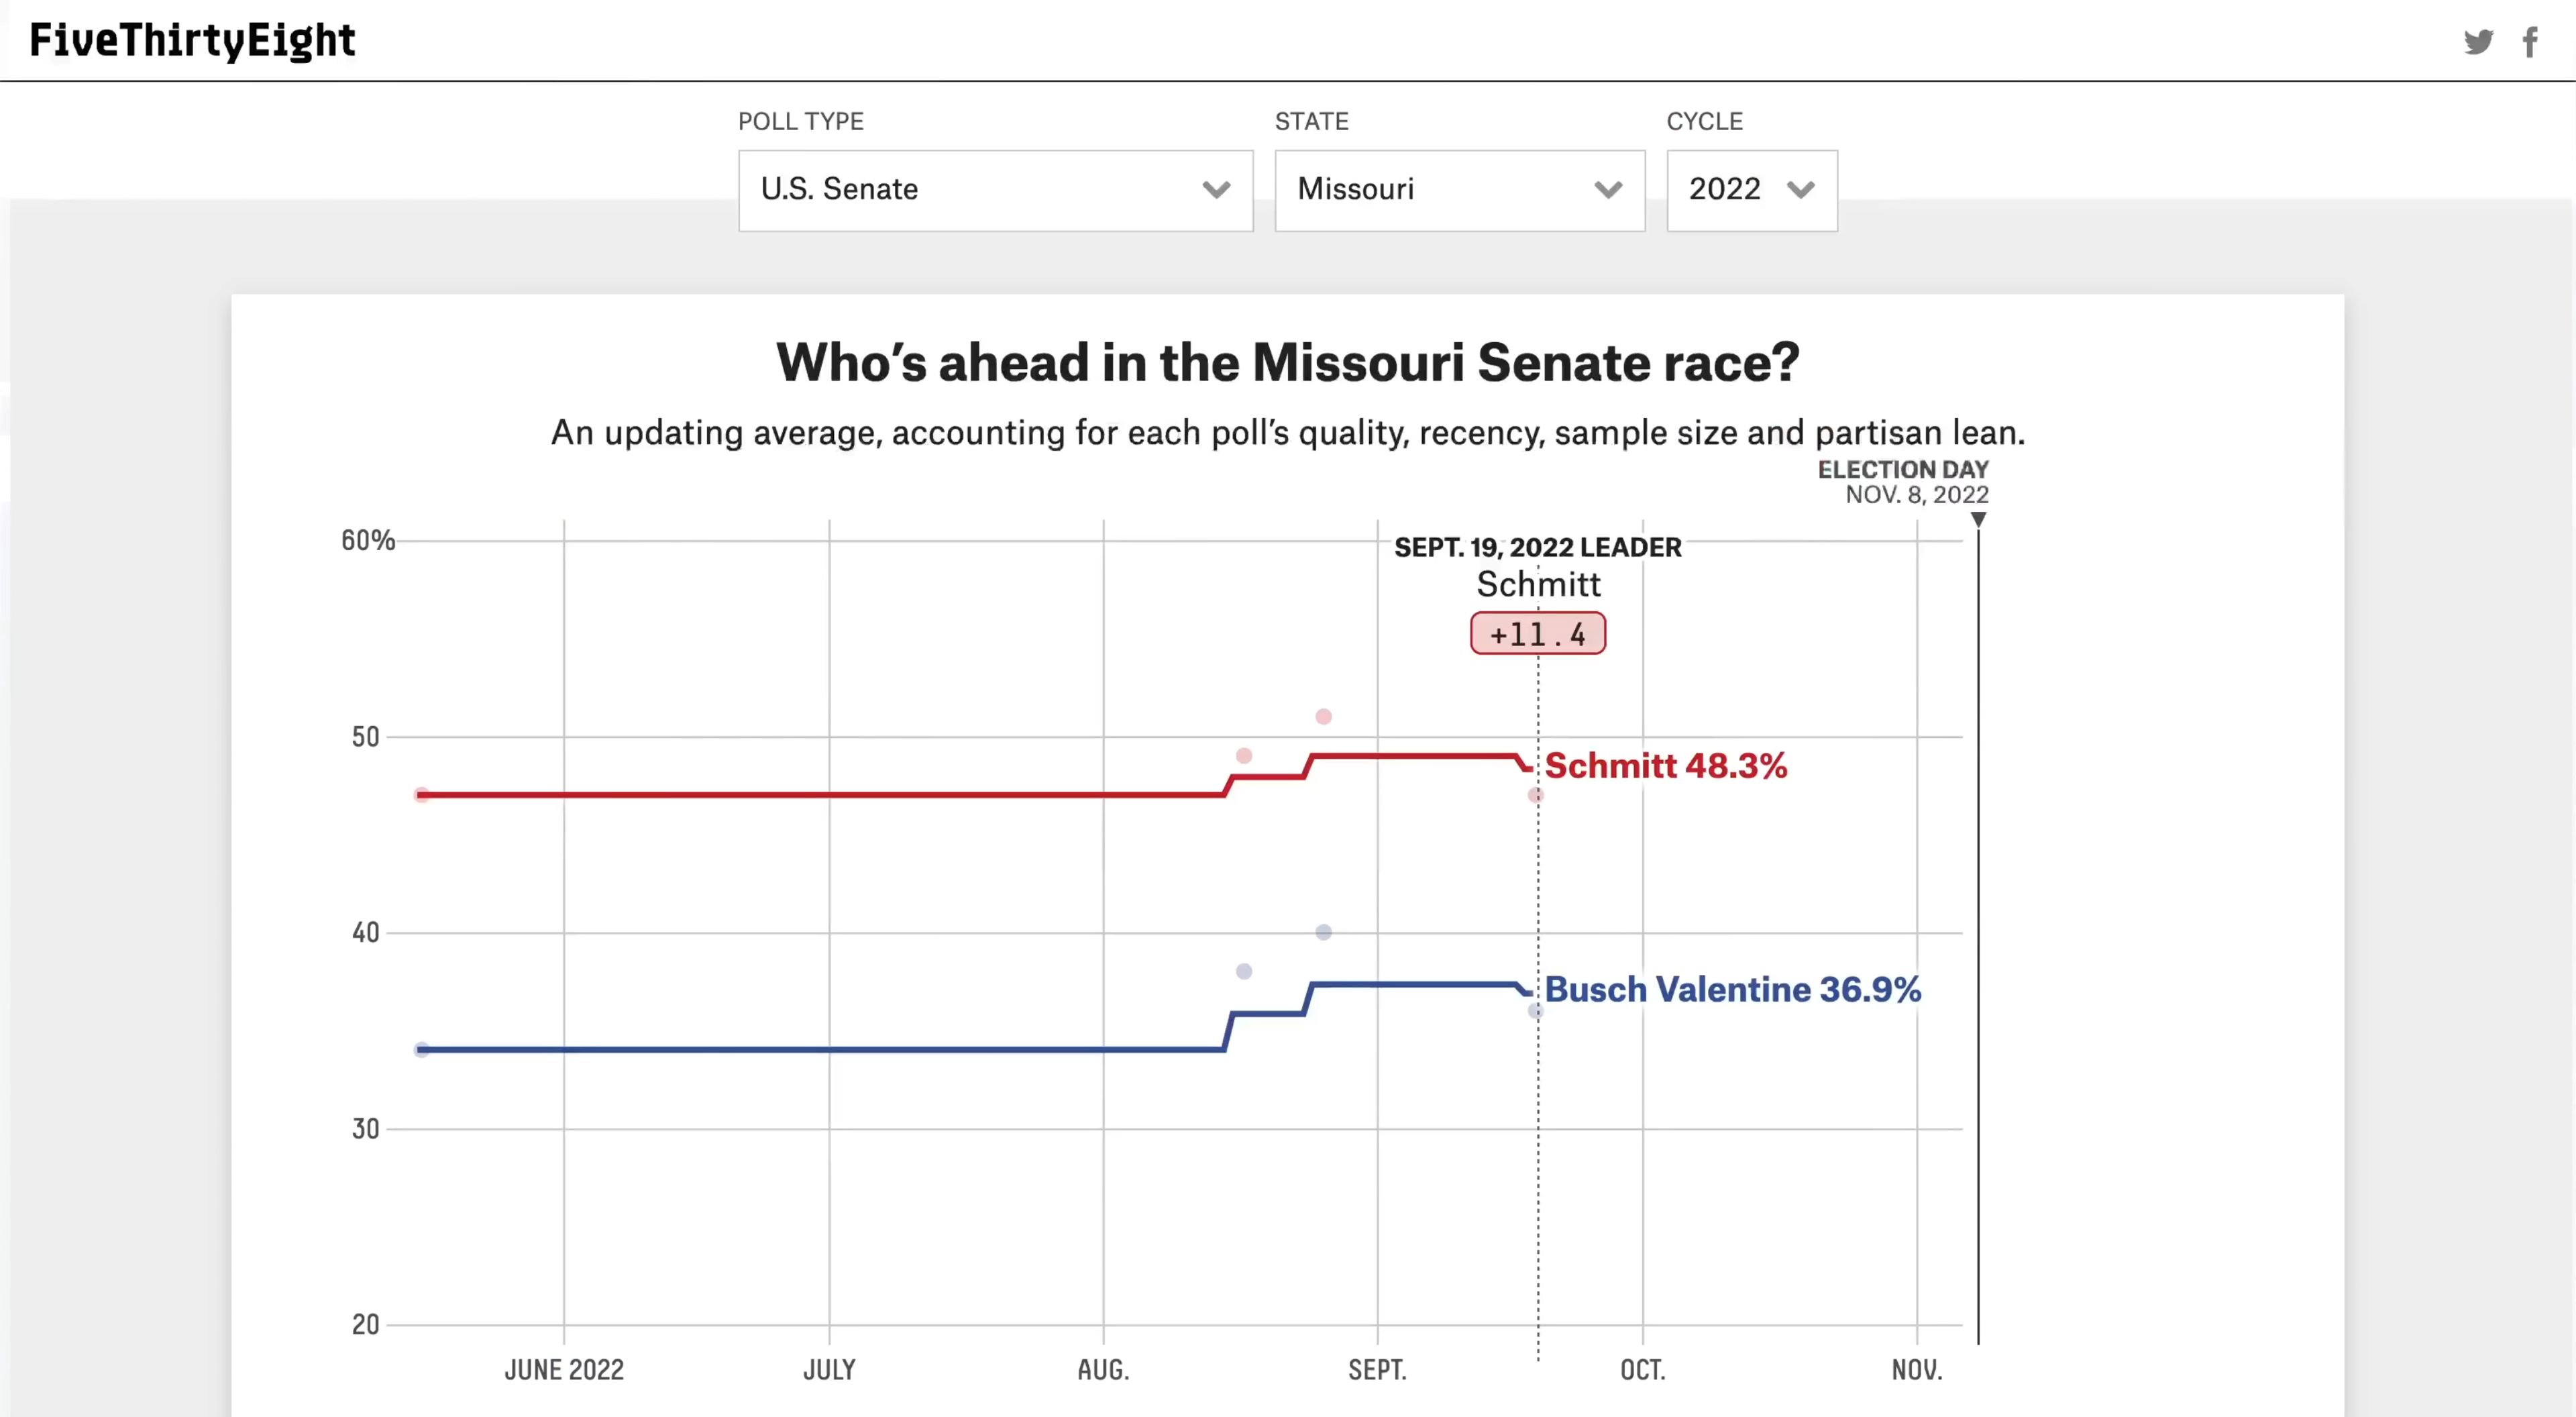 FiveThirtyEight
POLL TYPE
STATE
CYCLE
U.S. Senate
Missouri
2022
Who’s ahead in the Missouri Senate race?
An updating average, accounting for each poll’s quality, recency, sample size and partisan lean.
ELECTION DAY
NOV. 8, 2022
60%
SEPT. 19, 2022 LEADER
Schmitt
+11.4
50
Schmitt 48.3%
40
Busch Valentine 36.9%
30
20
JUNE 2022
JULY
AUG.
SEPT.
OCT.
NOV.